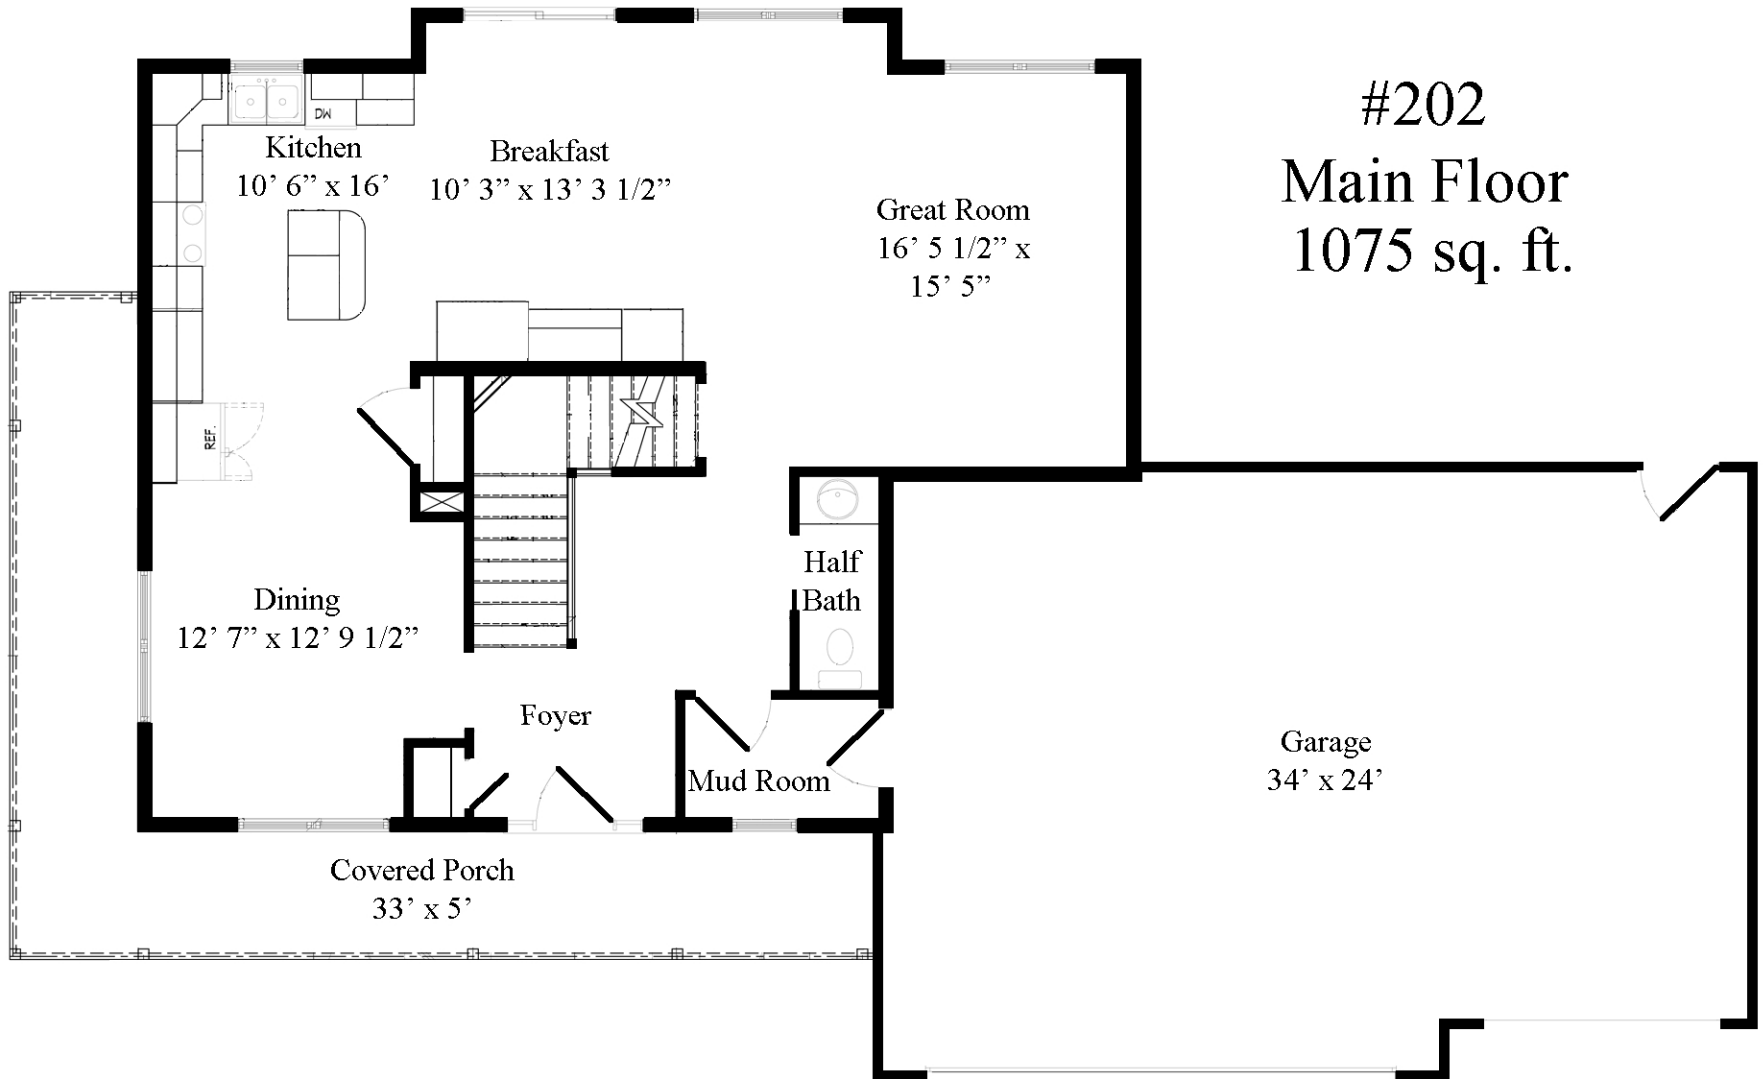 #202
Main Floor
1075 sq. ft.
DW
Kitchen
10’ 6” x 16’
Breakfast
10’ 3” x 13’ 3 1/2”
Great Room
16’ 5 1/2” x
15’ 5”
REF.
Half
Bath
Dining
12’ 7” x 12’ 9 1/2”
Foyer
Mud Room
Garage
34’ x 24’
Covered Porch
33’ x 5’